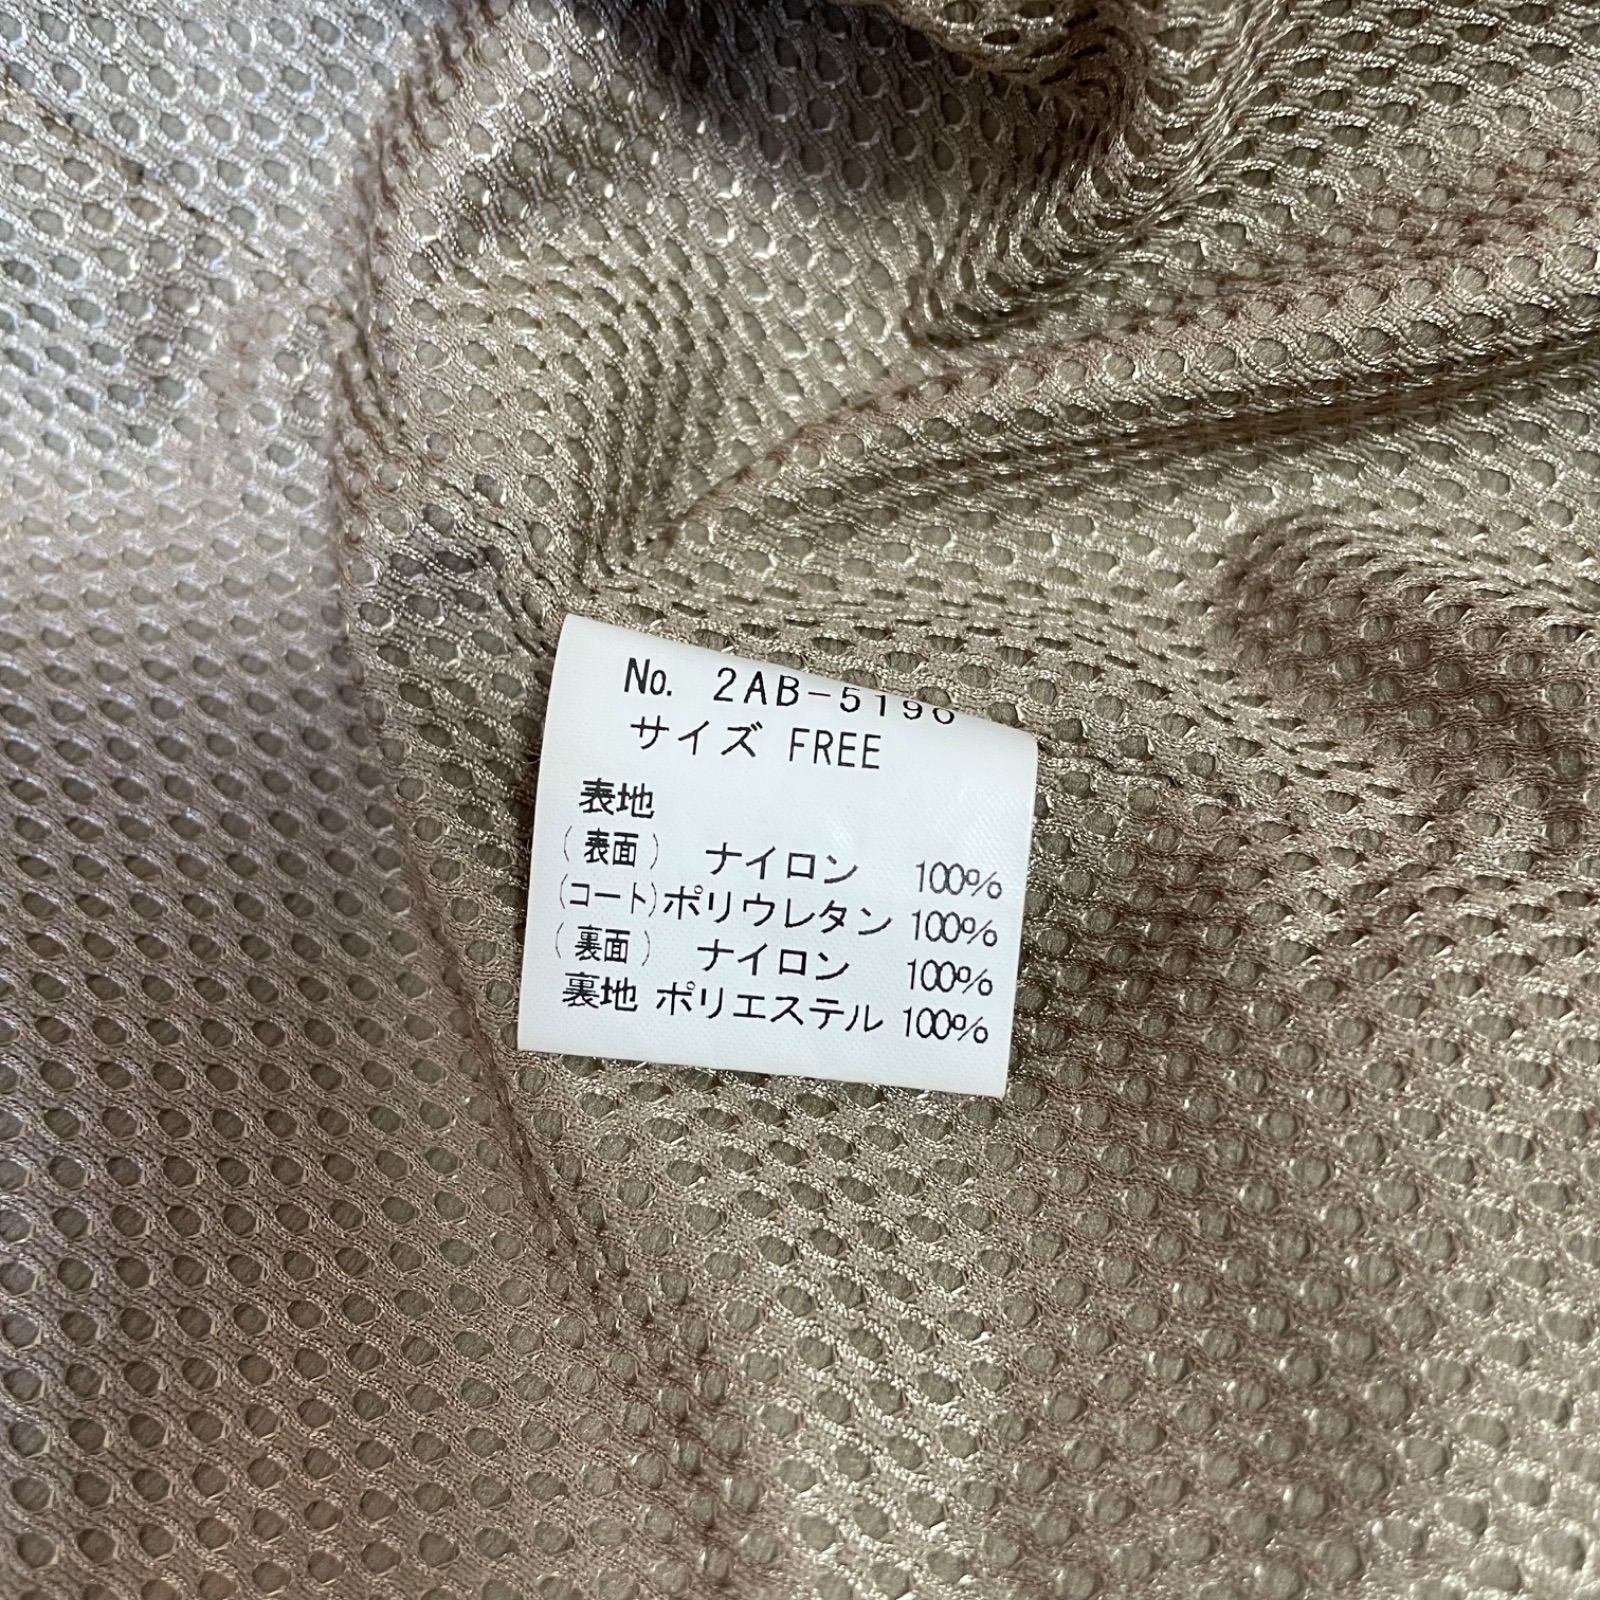 No. 2AB-5196
サイズ FREE
表地
(表面) ナイロン 100%
(コート)ポリウレタン 100%
(裏面) ナイロン 100%
裏地 ポリエステル 100%